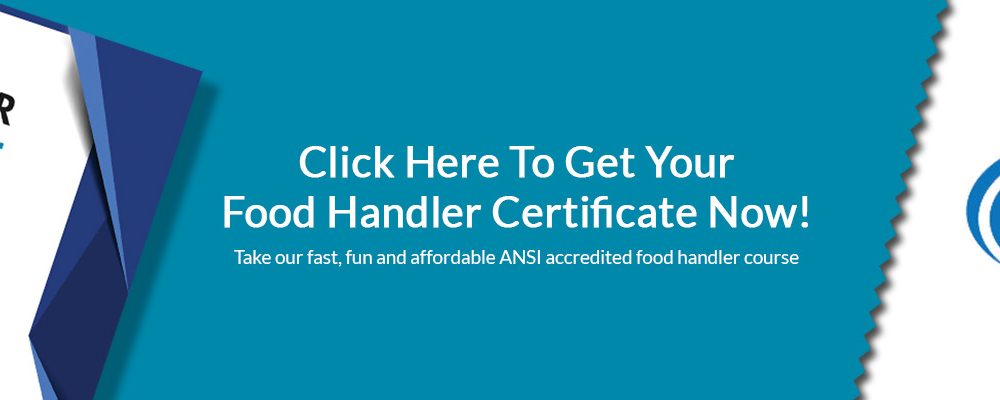 Click Here To Get Your
Food Handler Certificate Now!
Take our fast, fun and affordable ANSI accredited food handler course